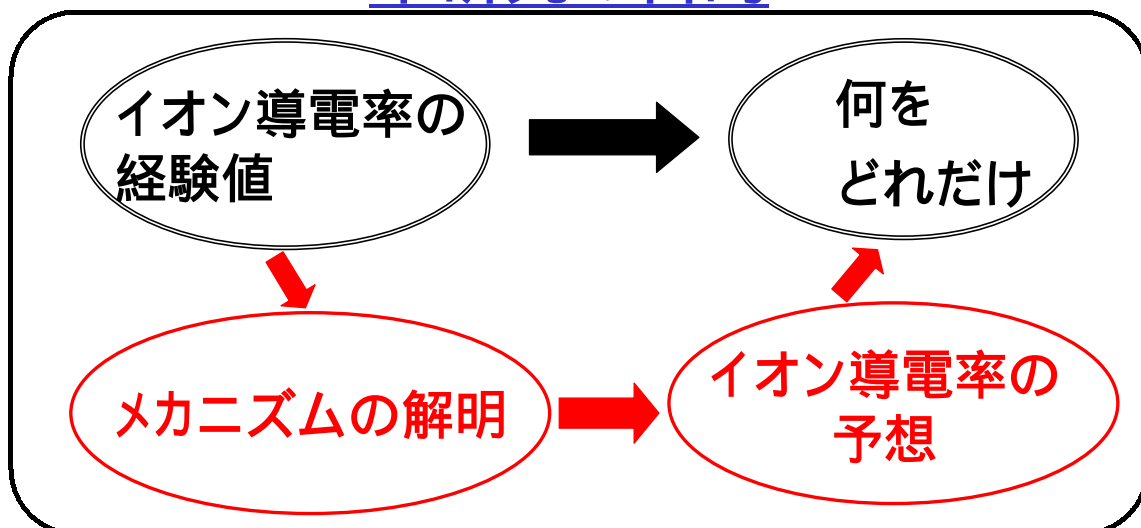 イオン導電率の
経験値
何を
どれだけ
メカニズムの解明
イオン導電率の
予想